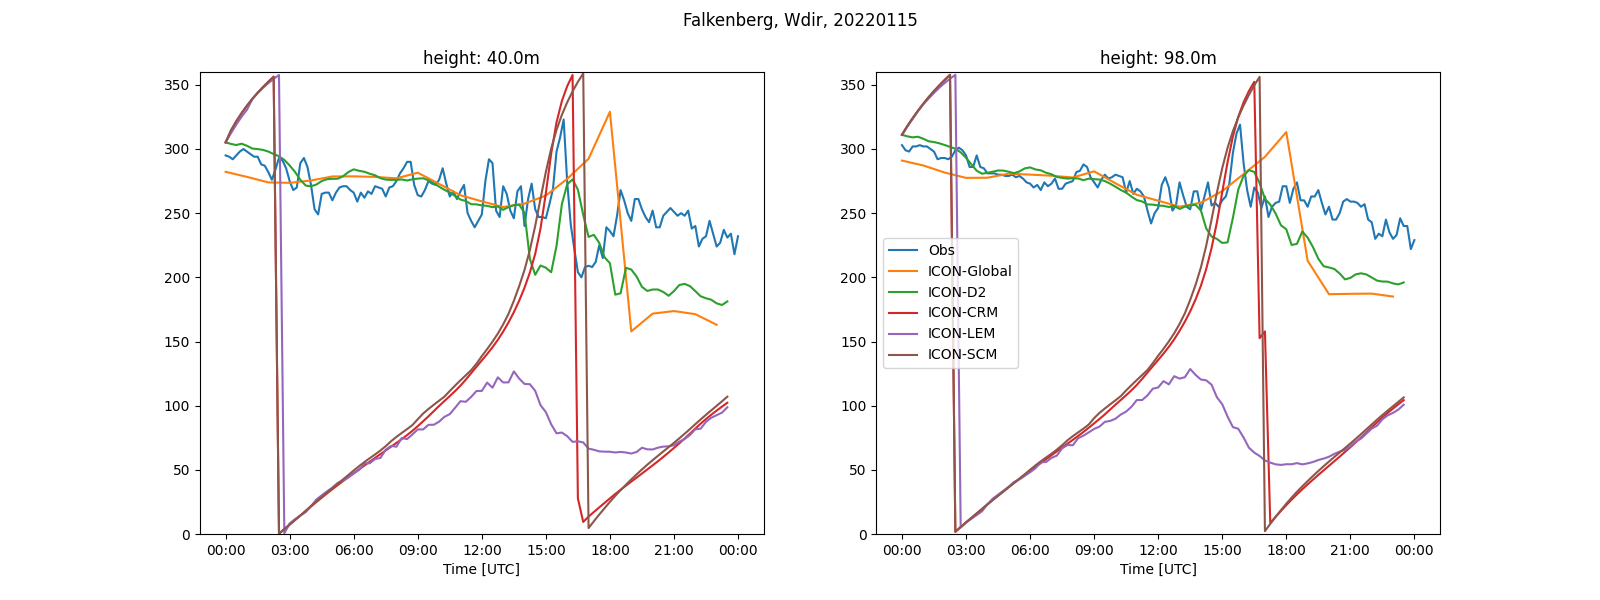 Falkenberg, Wdir, 20220115
height: 40.0m
350
300
250
200
150
100
50
0
00:00 03:00 06:00 09:00 12:00 15:00 18:00 21:00 00:00
Time [UTC]
height: 98.0m
350
300
250
200
150
100
50
0
Obs
ICON-Global
ICON-D2
ICON-CRM
ICON-LEM
ICON-SCM
00:00 03:00 06:00 09:00 12:00 15:00 18:00 21:00 00:00
Time [UTC]